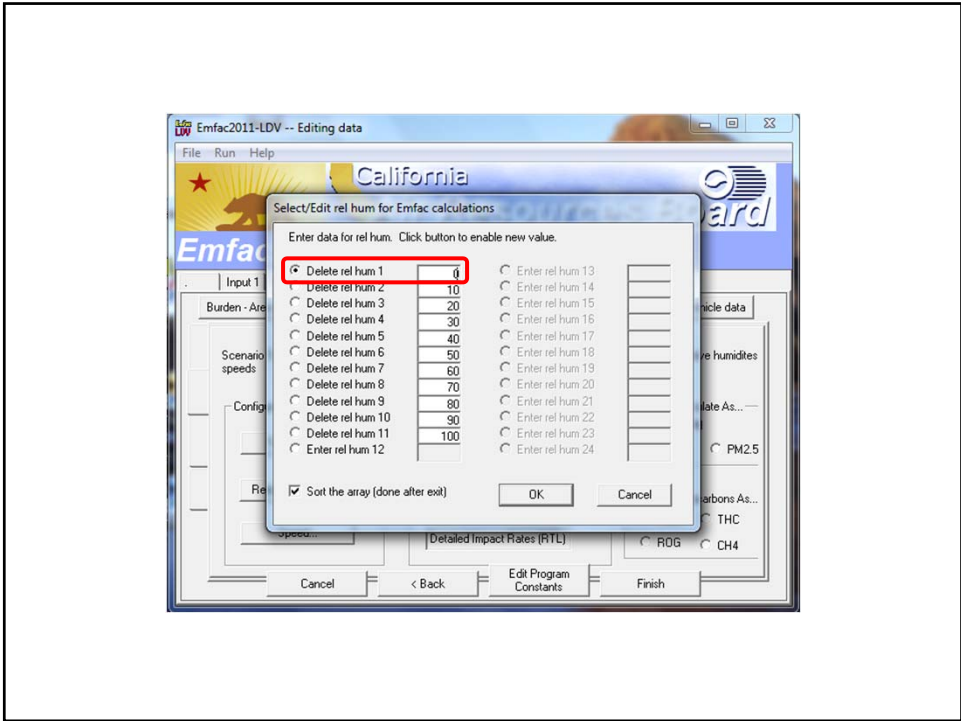 Emfac2011-LDV -- Editing data
File Run Help
California
ard
Emfac
Select/Edit rel hum for Emfac calculations
Enter data for rel hum. Click button to enable new value.
Delete rel hum 1 0
Delete rel hum 2 10
Delete rel hum 3 20
Delete rel hum 4 30
Delete rel hum 5 40
Delete rel hum 6 50
Delete rel hum 7 60
Delete rel hum 8 70
Delete rel hum 9 80
Delete rel hum 10 90
Delete rel hum 11 100
Enter rel hum 12
Enter rel hum 13
Enter rel hum 14
Enter rel hum 15
Enter rel hum 16
Enter rel hum 17
Enter rel hum 18
Enter rel hum 19
Enter rel hum 20
Enter rel hum 21
Enter rel hum 22
Enter rel hum 23
Enter rel hum 24
Sort the array (done after exit)
OK Cancel
Input 1
Burden - Are
hicle data
Scenario
speeds
ve humidites
Configu
late As...
PM2.5
Re
arbons As...
THC
Speed...
Detailed Impact Rates (RTL)
ROG CH4
Cancel < Back Edit Program Constants Finish